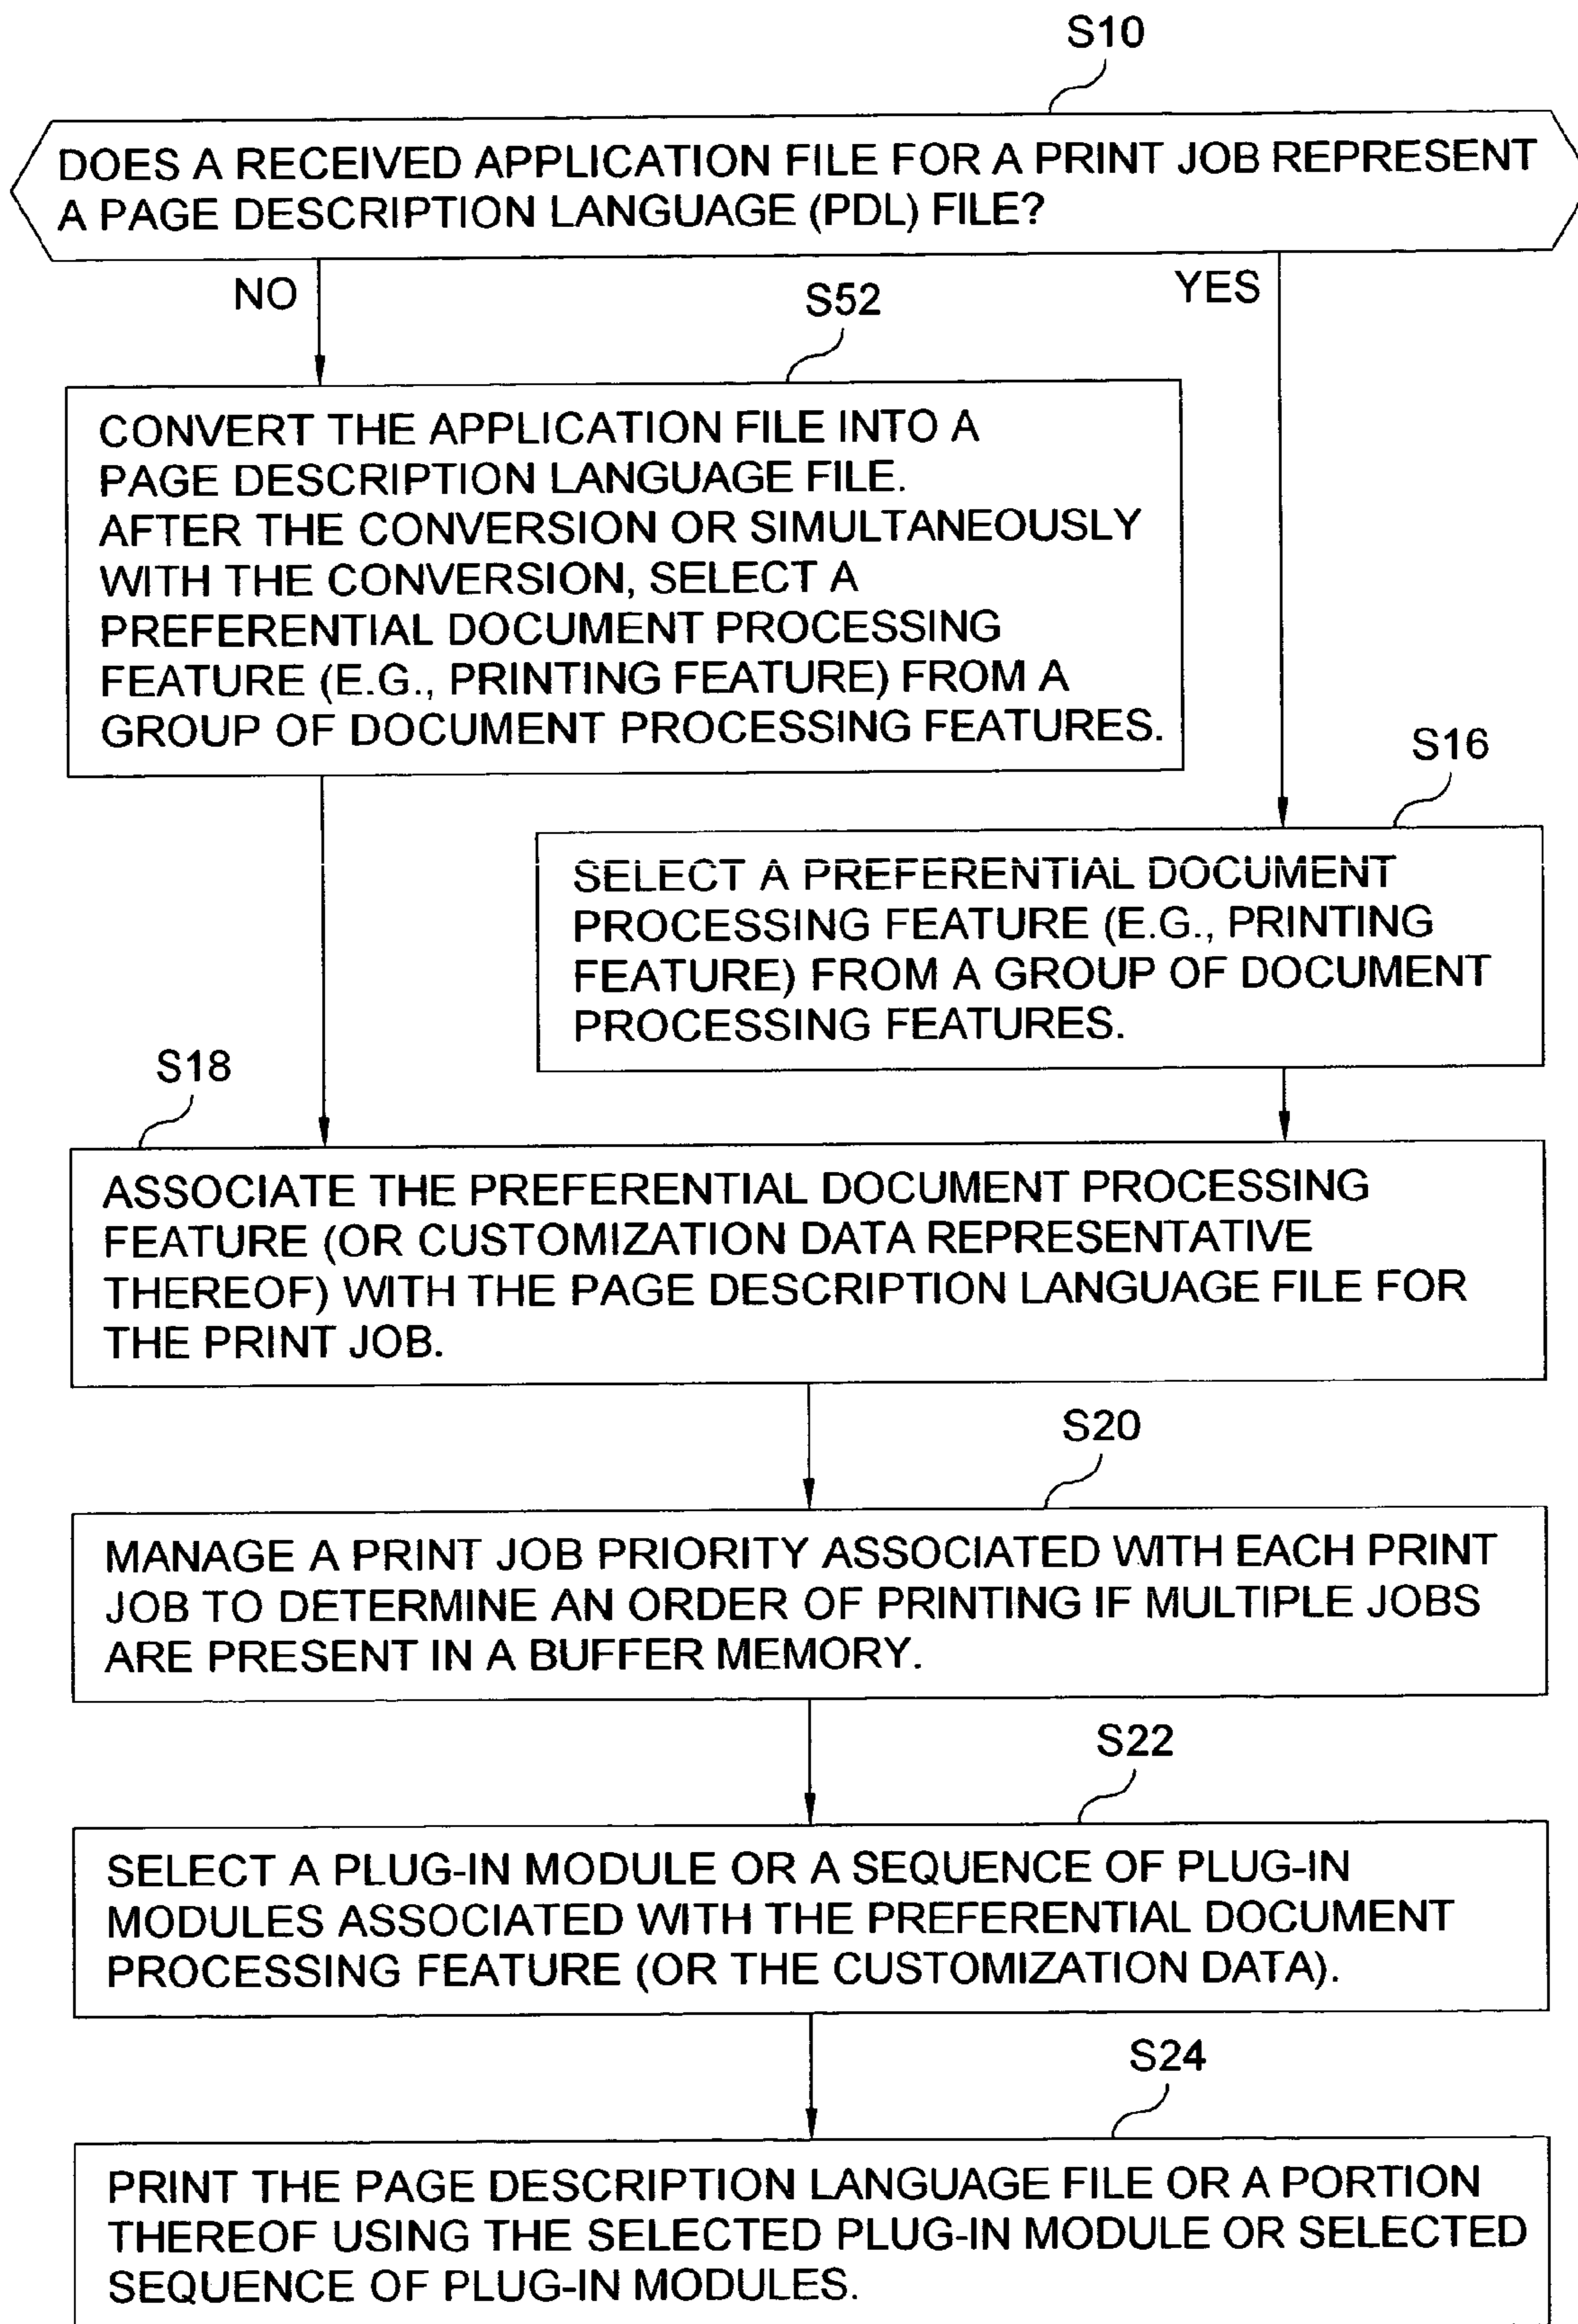 S10
DOES A RECEIVED APPLICATION FILE FOR A PRINT JOB REPRESENT
A PAGE DESCRIPTION LANGUAGE (PDL) FILE?
NO
S52
YES
CONVERT THE APPLICATION FILE INTO A
PAGE DESCRIPTION LANGUAGE FILE.
AFTER THE CONVERSION OR SIMULTANEOUSLY
WITH THE CONVERSION, SELECT A
PREFERENTIAL DOCUMENT PROCESSING
FEATURE (E.G., PRINTING FEATURE) FROM A
GROUP OF DOCUMENT PROCESSING FEATURES.
S16
SELECT A PREFERENTIAL DOCUMENT
PROCESSING FEATURE (E.G., PRINTING
FEATURE) FROM A GROUP OF DOCUMENT
PROCESSING FEATURES.
S18
ASSOCIATE THE PREFERENTIAL DOCUMENT PROCESSING
FEATURE (OR CUSTOMIZATION DATA REPRESENTATIVE
THEREOF) WITH THE PAGE DESCRIPTION LANGUAGE FILE FOR
THE PRINT JOB.
S20
MANAGE A PRINT JOB PRIORITY ASSOCIATED WITH EACH PRINT
JOB TO DETERMINE AN ORDER OF PRINTING IF MULTIPLE JOBS
ARE PRESENT IN A BUFFER MEMORY.
S22
SELECT A PLUG-IN MODULE OR A SEQUENCE OF PLUG-IN
MODULES ASSOCIATED WITH THE PREFERENTIAL DOCUMENT
PROCESSING FEATURE (OR THE CUSTOMIZATION DATA).
S24
PRINT THE PAGE DESCRIPTION LANGUAGE FILE OR A PORTION
THEREOF USING THE SELECTED PLUG-IN MODULE OR SELECTED
SEQUENCE OF PLUG-IN MODULES.